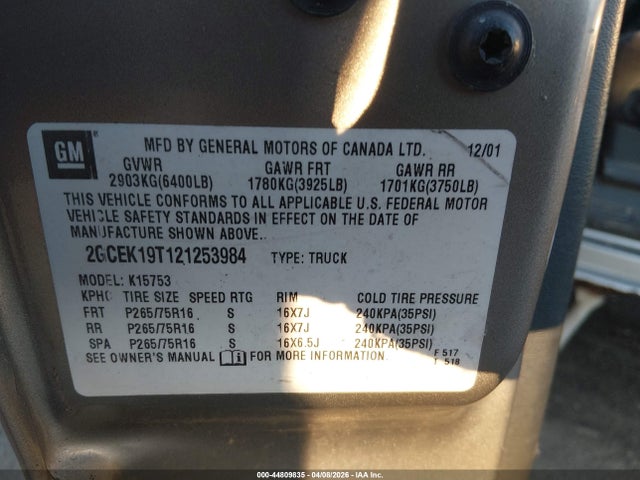 GM
MFD BY GENERAL MOTORS OF CANADA LTD. 12/01
GVWR GAWR FRT GAWR RR
2903KG(6400LB) 1780KG(3925LB) 1701KG(3750LB)
THIS VEHICLE CONFORMS TO ALL APPLICABLE U.S. FEDERAL MOTOR
VEHICLE SAFETY STANDARDS IN EFFECT ON THE DATE OF
MANUFACTURE SHOWN ABOVE.
2GCEK19T121253984 TYPE: TRUCK
MODEL: K15753
KPHC TIRE SIZE SPEED RTG RIM COLD TIRE PRESSURE
FRT P265/75R16 S 16X7J 240KPA(35PSI)
RR P265/75R16 S 16X7J 240KPA(35PSI)
SPA P265/75R16 S 16X6.5J 240KPA(35PSI)
SEE OWNER'S MANUAL FOR MORE INFORMATION. F 517
T 518
000-44809835 - 04/08/2026 - IAA Inc.